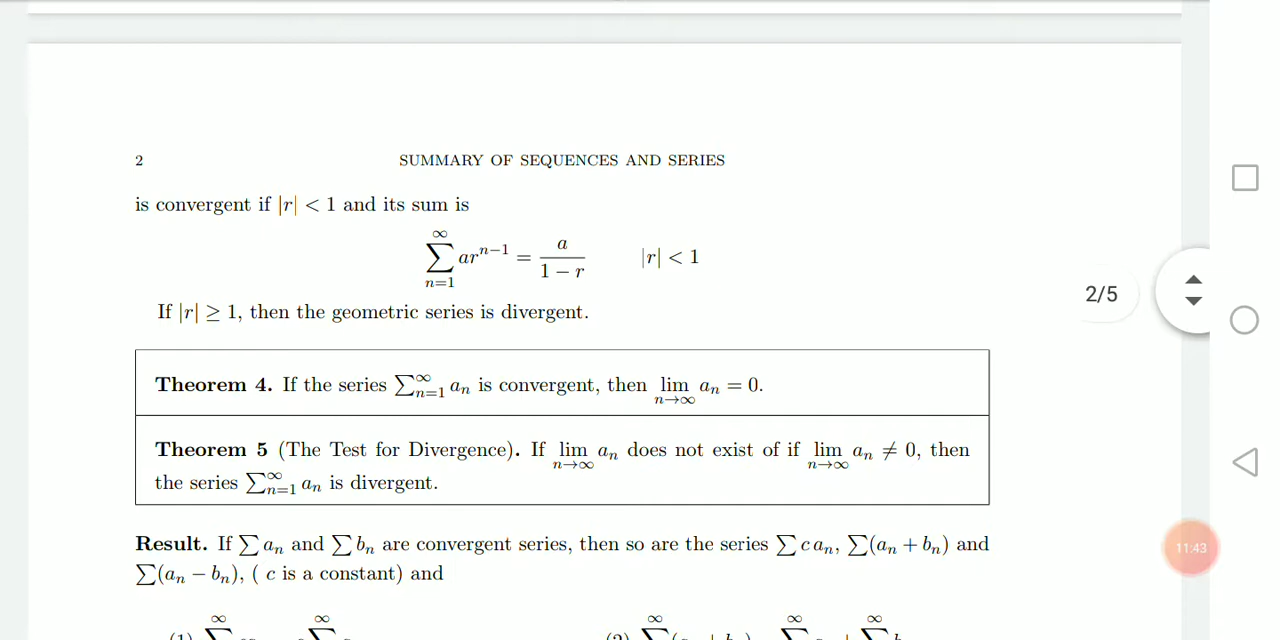 2 SUMMARY OF SEQUENCES AND SERIES
is convergent if |r| < 1 and its sum is
∑_{n=1}^{∞} ar^{n−1} = a/(1 − r) |r| < 1
If |r| ≥ 1, then the geometric series is divergent.
2/5
Theorem 4. If the series ∑_{n=1}^{∞} a_n is convergent, then lim_{n→∞} a_n = 0.
Theorem 5 (The Test for Divergence). If lim_{n→∞} a_n does not exist of if lim_{n→∞} a_n ≠ 0, then
the series ∑_{n=1}^{∞} a_n is divergent.
Result. If ∑ a_n and ∑ b_n are convergent series, then so are the series ∑ c a_n, ∑(a_n + b_n) and
∑(a_n − b_n), ( c is a constant) and
11:43